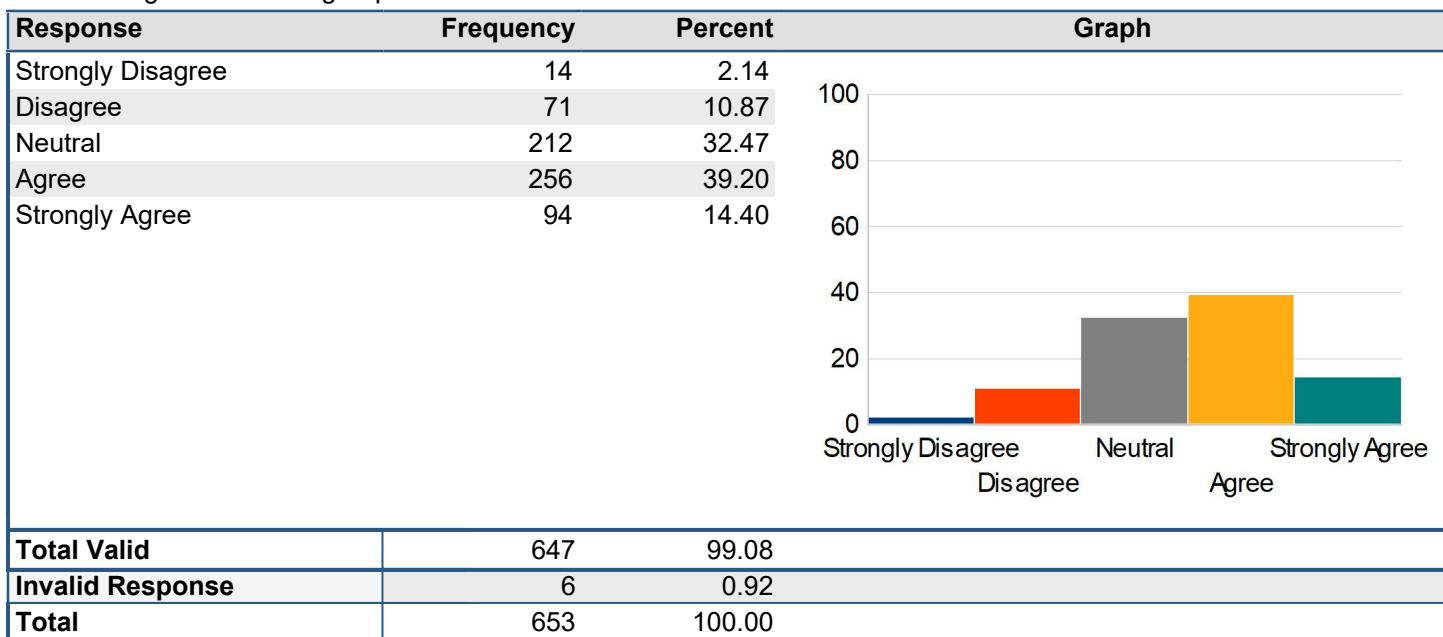 Response Frequency Percent Graph
Strongly Disagree 14 2.14
Disagree 71 10.87
Neutral 212 32.47
Agree 256 39.20
Strongly Agree 94 14.40
100
80
60
40
20
0
Strongly Disagree Neutral Strongly Agree
Disagree Agree
Total Valid 647 99.08
Invalid Response 6 0.92
Total 653 100.00